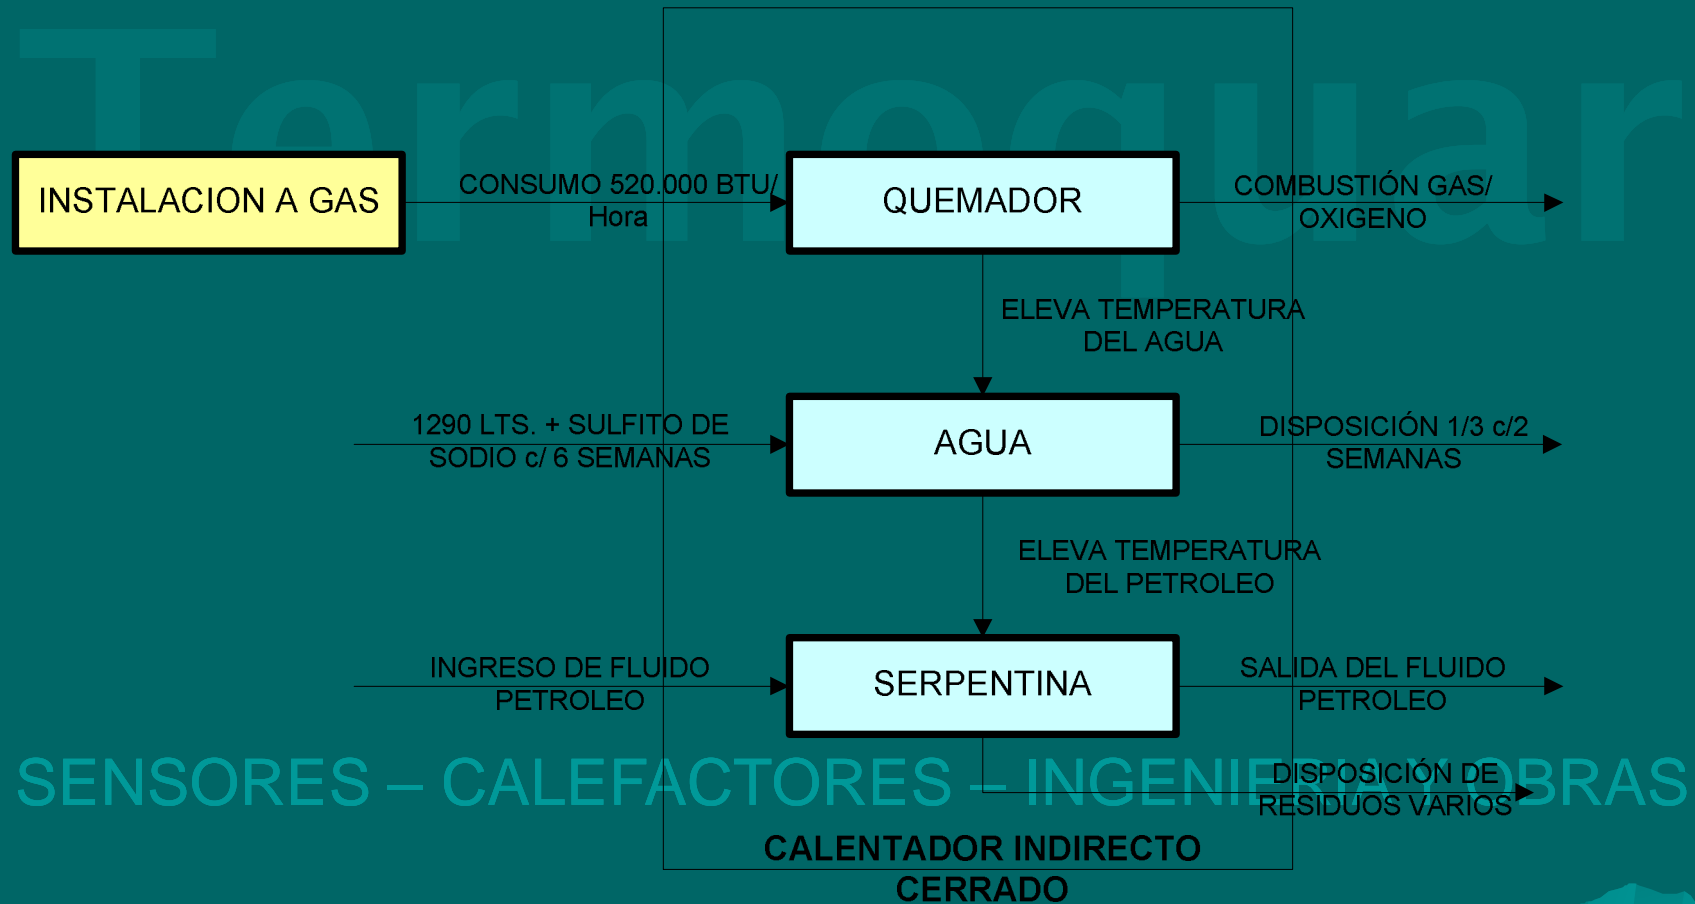 Termoquar
INSTALACION A GAS
CONSUMO 520.000 BTU/
Hora
QUEMADOR
COMBUSTIÓN GAS/
OXIGENO
ELEVA TEMPERATURA
DEL AGUA
1290 LTS. + SULFITO DE
SODIO c/ 6 SEMANAS
AGUA
DISPOSICIÓN 1/3 c/2
SEMANAS
ELEVA TEMPERATURA
DEL PETROLEO
INGRESO DE FLUIDO
PETROLEO
SERPENTINA
SALIDA DEL FLUIDO
PETROLEO
SENSORES – CALEFACTORES – INGENIERIA Y OBRAS
DISPOSICIÓN DE
RESIDUOS VARIOS
CALENTADOR INDIRECTO
CERRADO